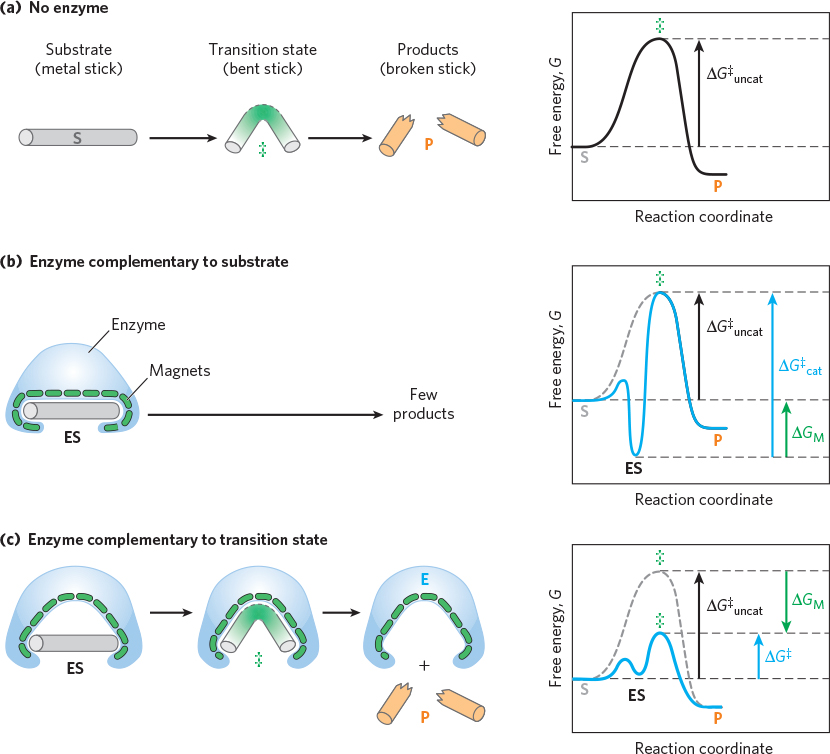 (a) No enzyme
Substrate
(metal stick)
Transition state
(bent stick)
Products
(broken stick)
S
‡
P
Free energy, G
‡
ΔG‡uncat
S
P
Reaction coordinate
(b) Enzyme complementary to substrate
Enzyme
Magnets
ES
Few
products
Free energy, G
‡
ΔG‡uncat
ΔG‡cat
ΔGM
S
P
ES
Reaction coordinate
(c) Enzyme complementary to transition state
E
ES
‡
+
P
Free energy, G
‡
ΔG‡uncat
ΔGM
‡
ΔG‡
S
ES
P
Reaction coordinate